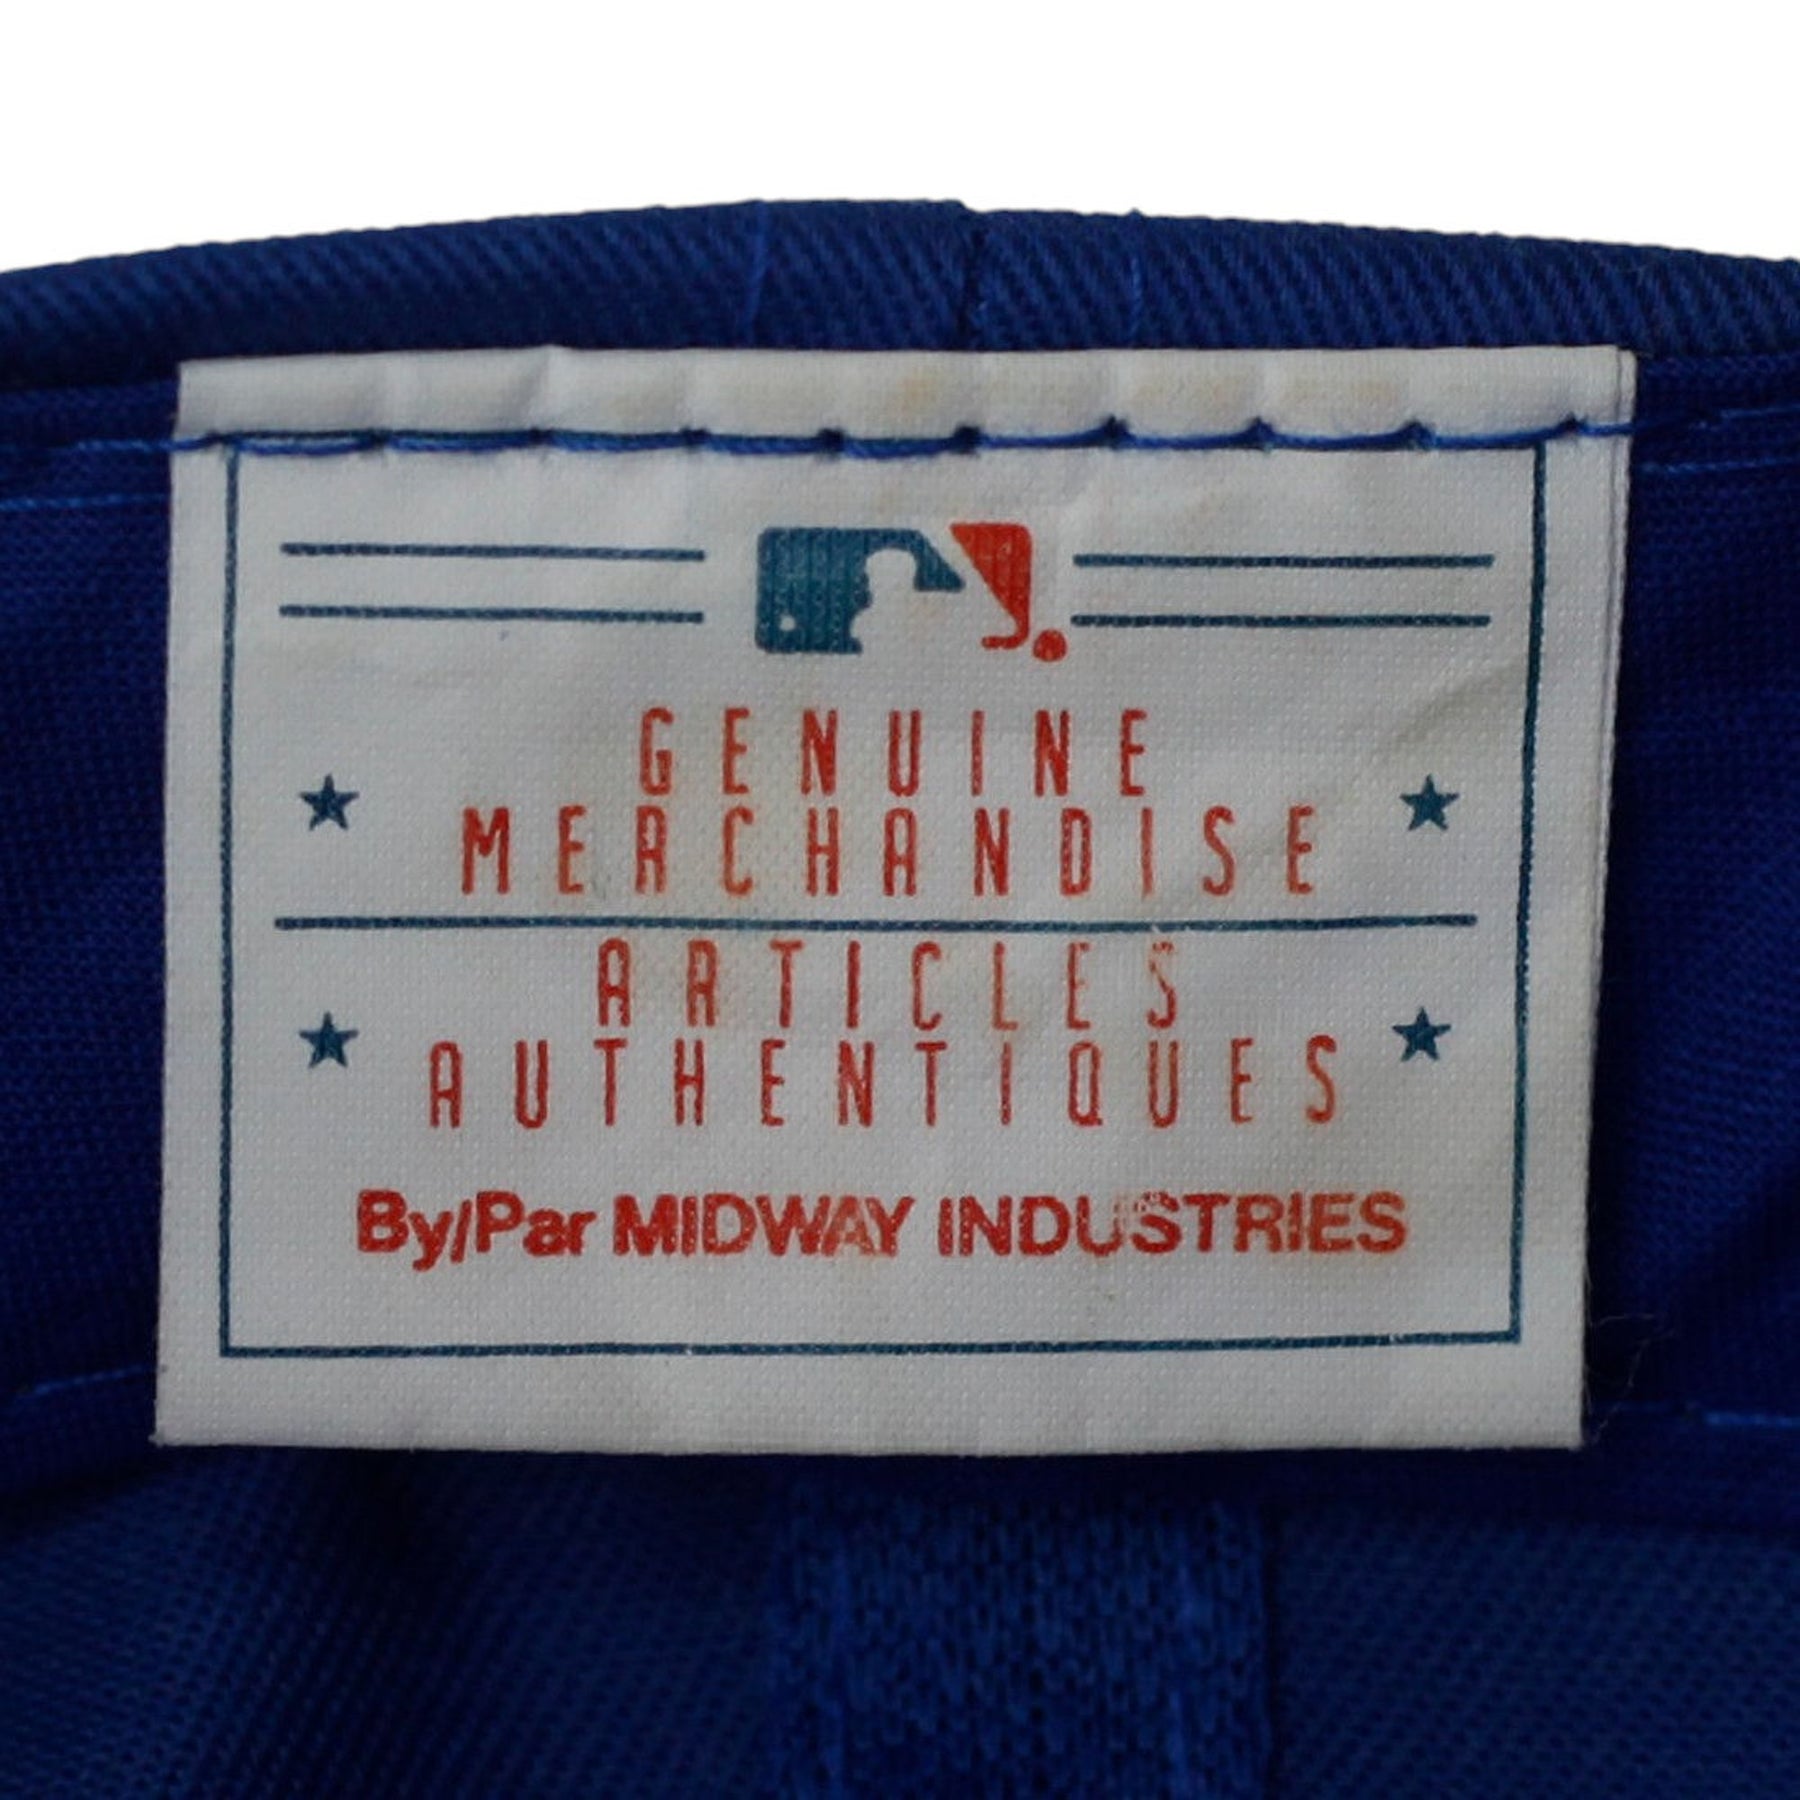 GENUINE
MERCHANDISE
ARTICLES
AUTHENTIQUES
By/Par MIDWAY INDUSTRIES